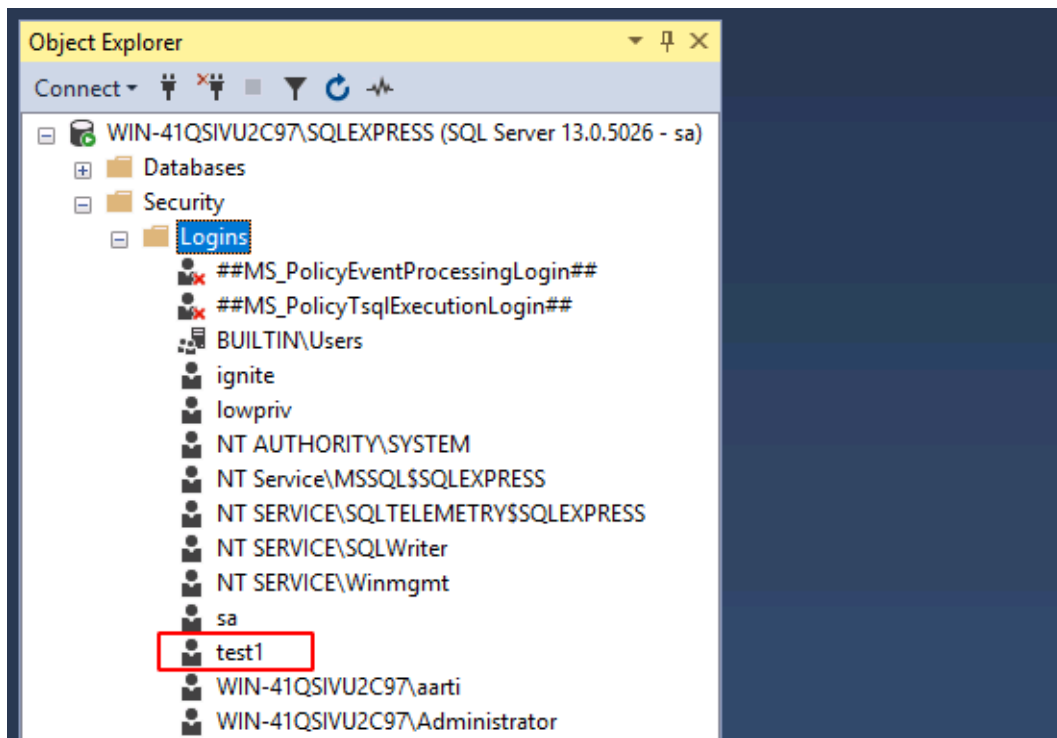 Object Explorer
Connect
WIN-41QSIVU2C97\SQLEXPRESS (SQL Server 13.0.5026 - sa)
Databases
Security
Logins
##MS_PolicyEventProcessingLogin##
##MS_PolicyTsqlExecutionLogin##
BUILTIN\Users
ignite
lowpriv
NT AUTHORITY\SYSTEM
NT Service\MSSQL$SQLEXPRESS
NT SERVICE\SQLTELEMETRY$SQLEXPRESS
NT SERVICE\SQLWriter
NT SERVICE\Winmgmt
sa
test1
WIN-41QSIVU2C97\aarti
WIN-41QSIVU2C97\Administrator